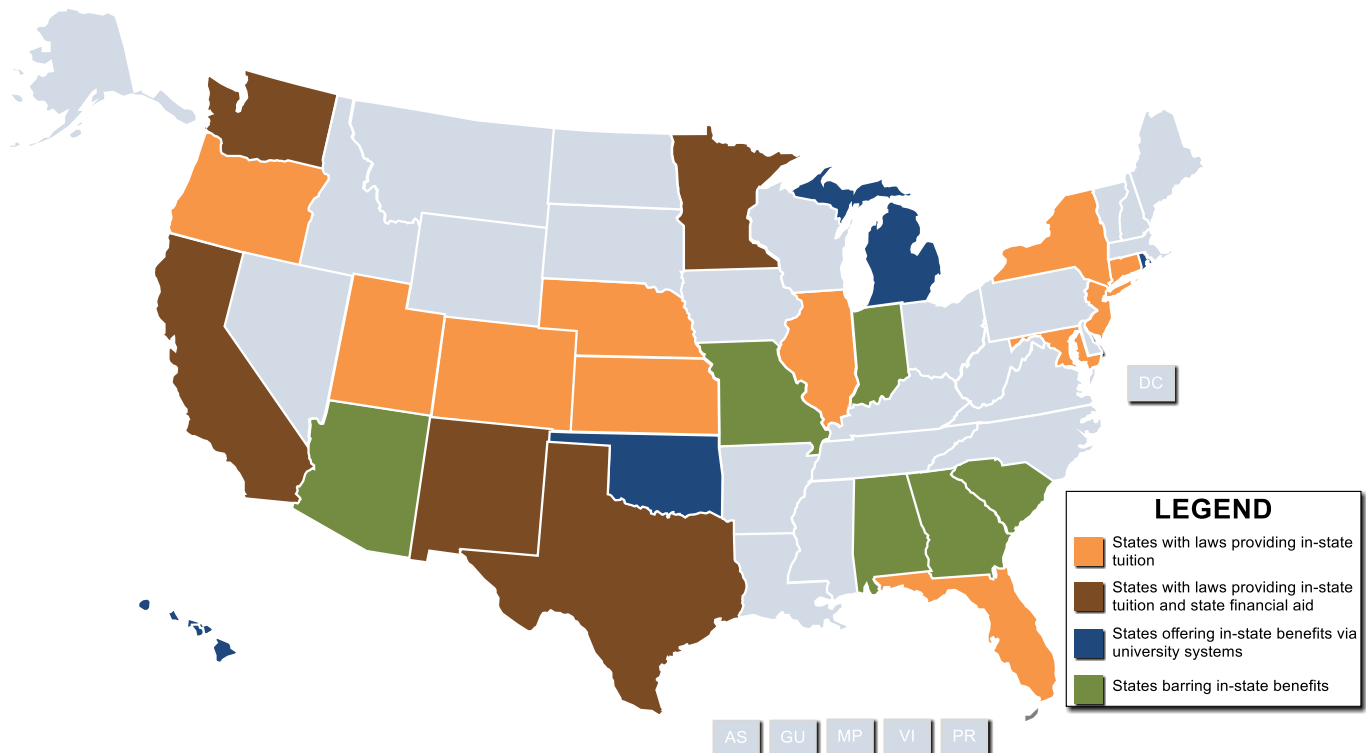 DC
LEGEND
States with laws providing in-state
tuition
States with laws providing in-state
tuition and state financial aid
States offering in-state benefits via
university systems
States barring in-state benefits
AS GU MP VI PR